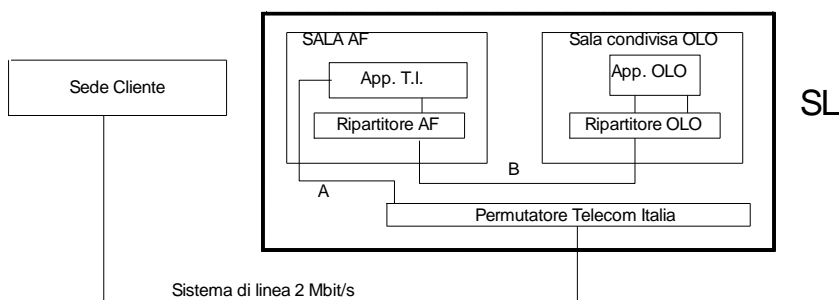 SALA AF
Sala condivisa OLO
Sede Cliente
App. T.I.
App. OLO
SL
Ripartitore AF
Ripartitore OLO
B
A
Permutatore Telecom Italia
Sistema di linea 2 Mbit/s